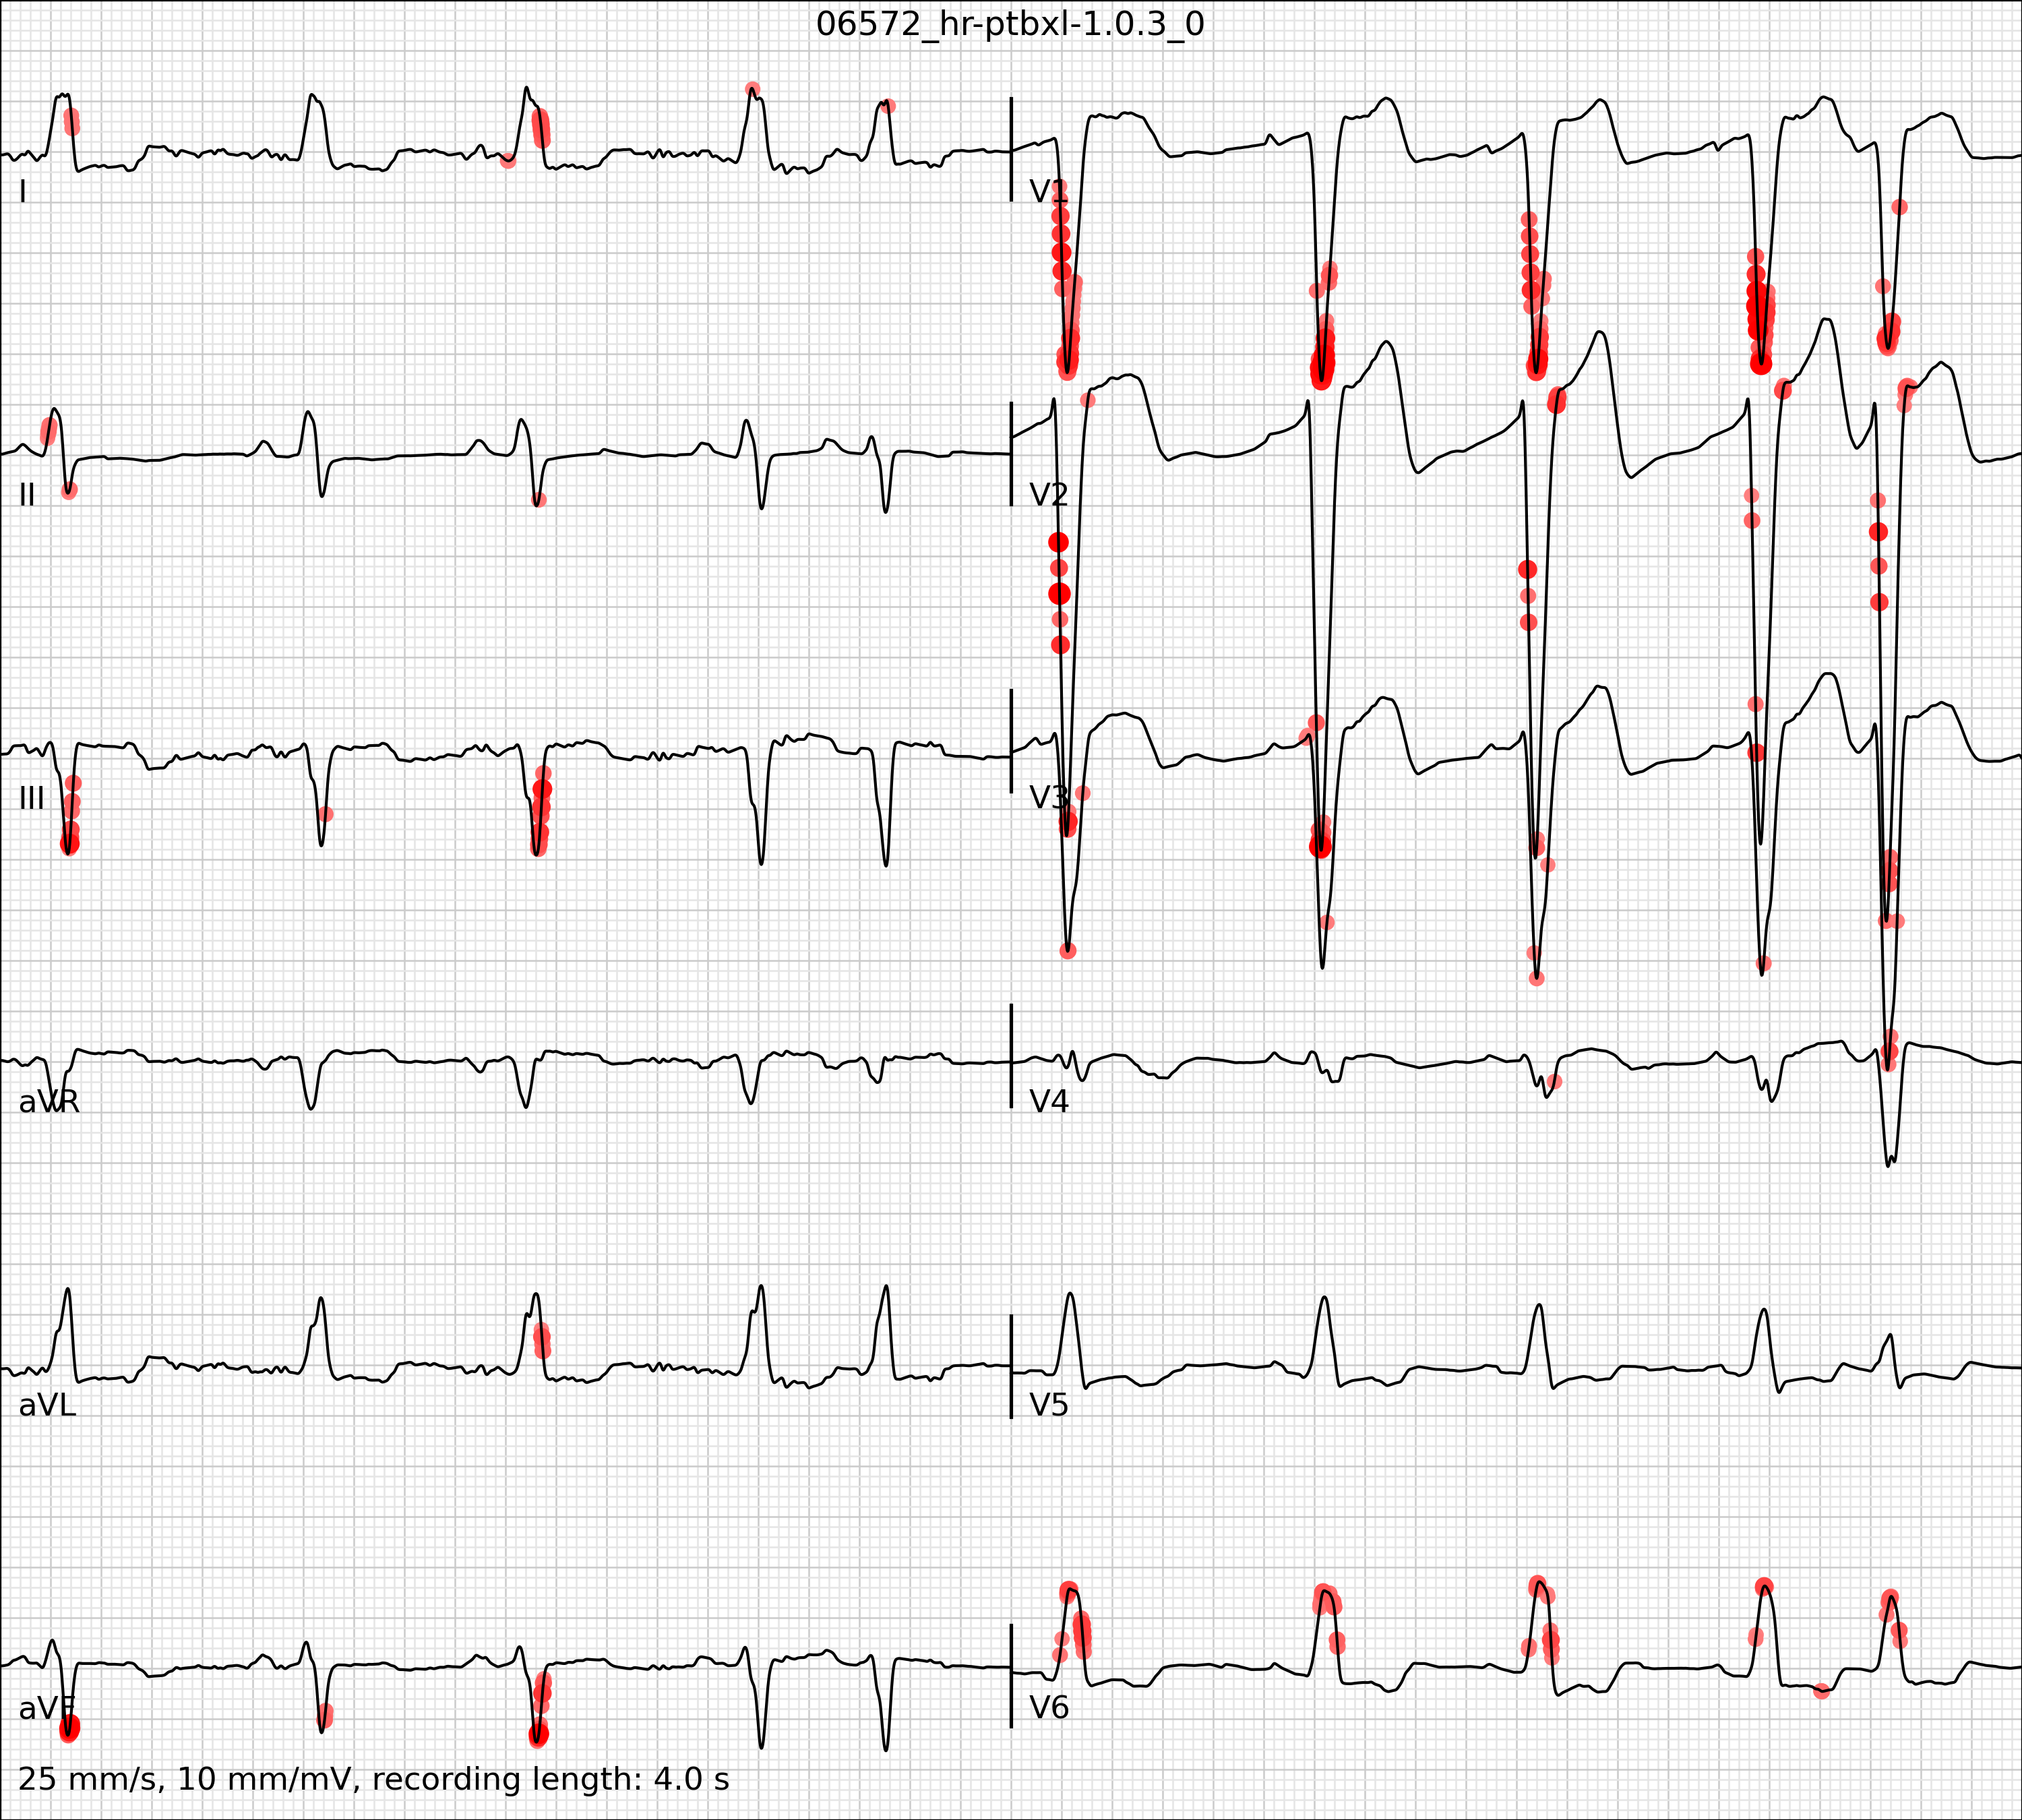 06572_hr-ptbxl-1.0.3_0
I
V1
II
V2
III
V3
aVR
V4
aVL
V5
aVF
V6
25 mm/s, 10 mm/mV, recording length: 4.0 s